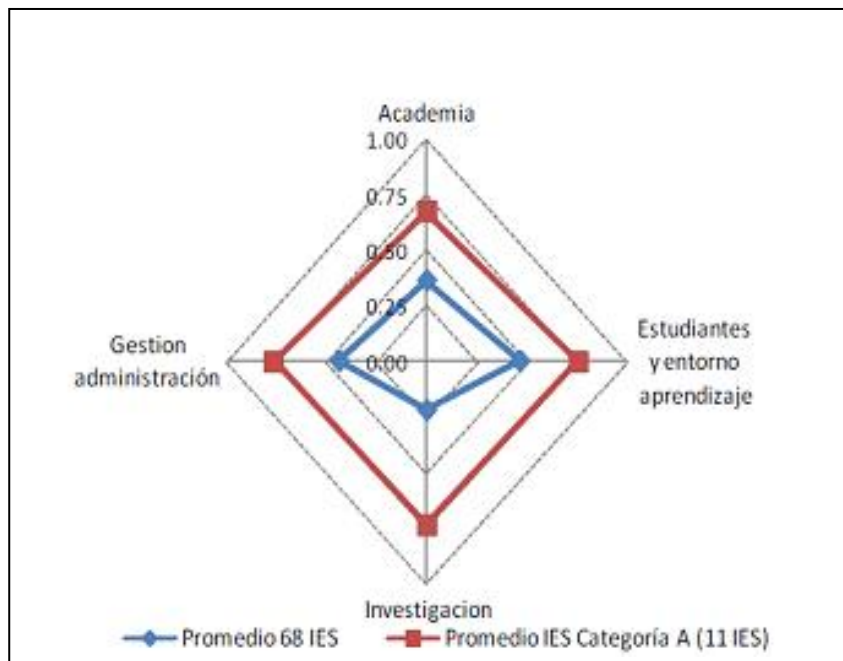 Academia
1.00
0.75
0.50
0.25
0.00
Gestion
administración
Estudiantes
y entorno
aprendizaje
Investigacion
Promedio 68 IES
Promedio IES Categoría A (11 IES)